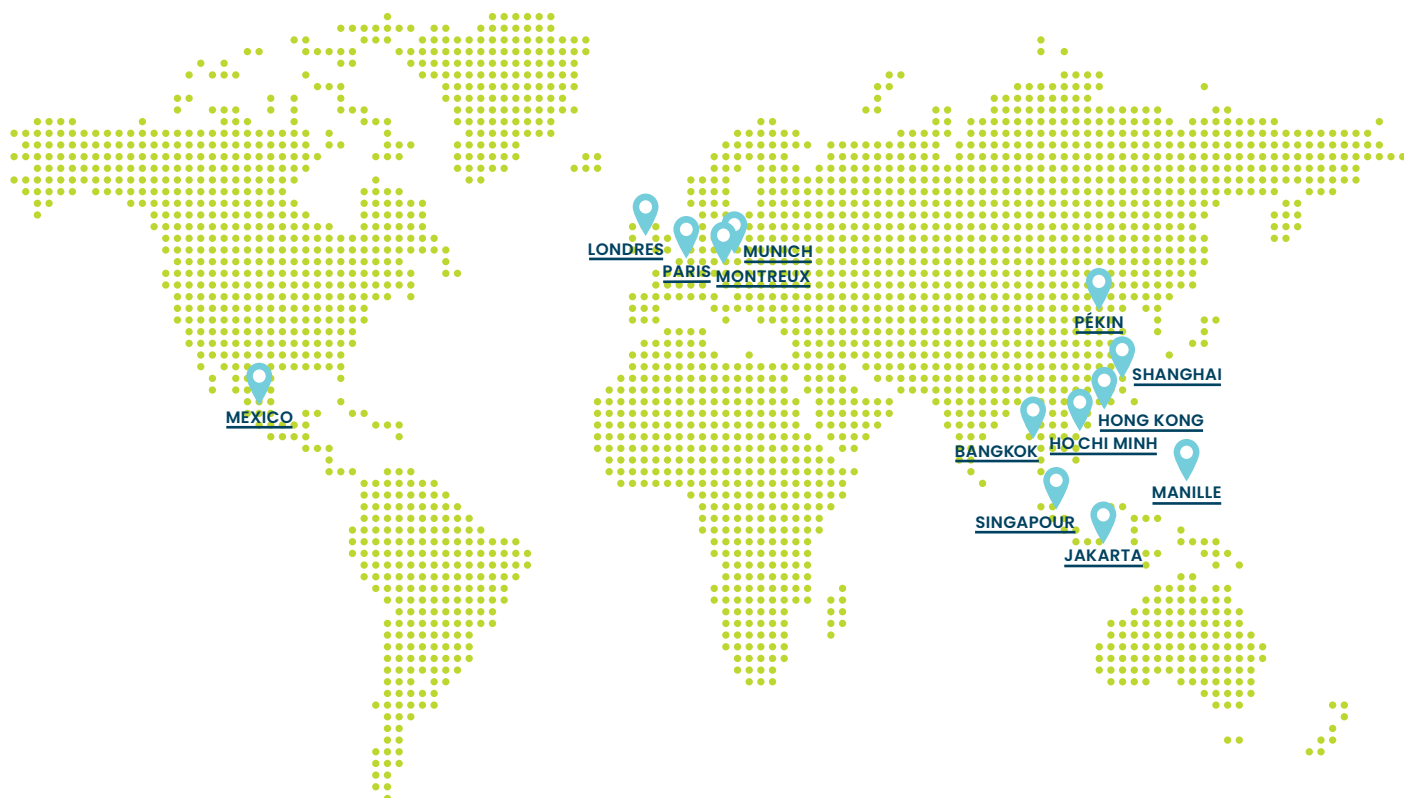 LONDRES
MUNICH
PARIS
MONTREUX
PÉKIN
SHANGHAI
MEXICO
HONG KONG
HO CHI MINH
BANGKOK
MANILLE
SINGAPOUR
JAKARTA